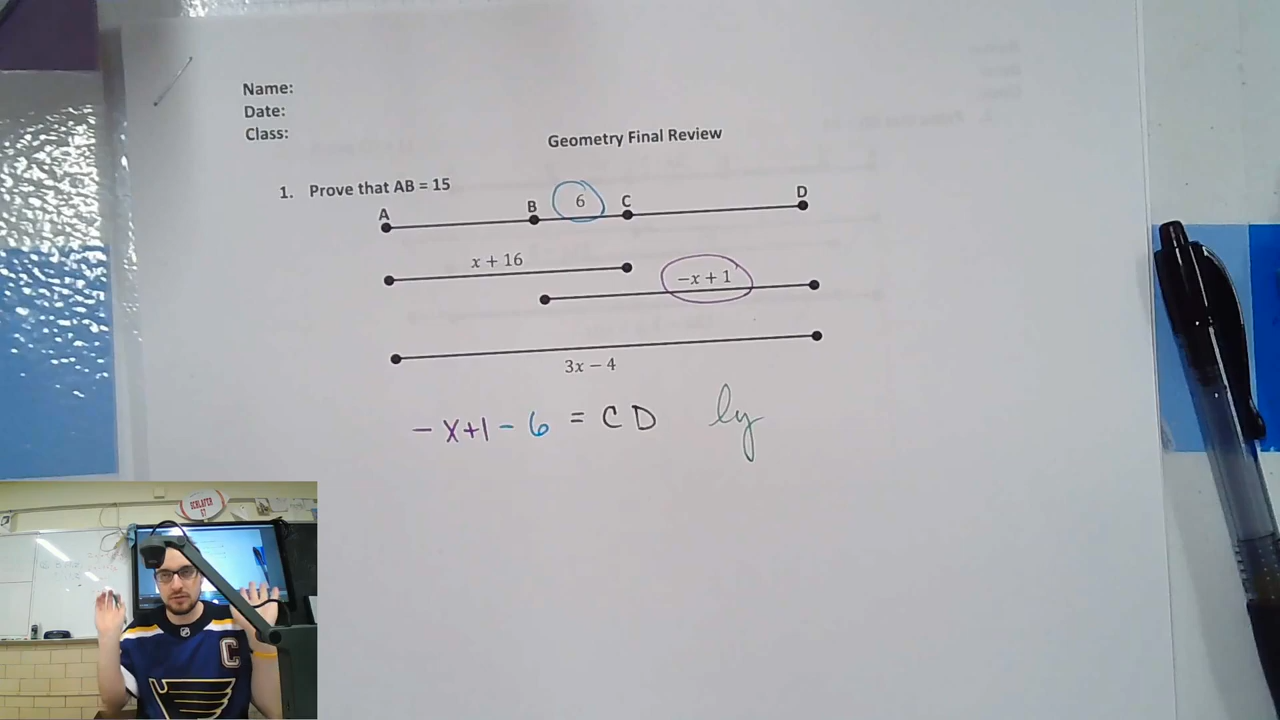 Name:
Date:
Class:
Geometry Final Review
1. Prove that AB = 15
A B 6 C D
x + 16
−x + 1
3x − 4
-x+1-6 = CD ly
C